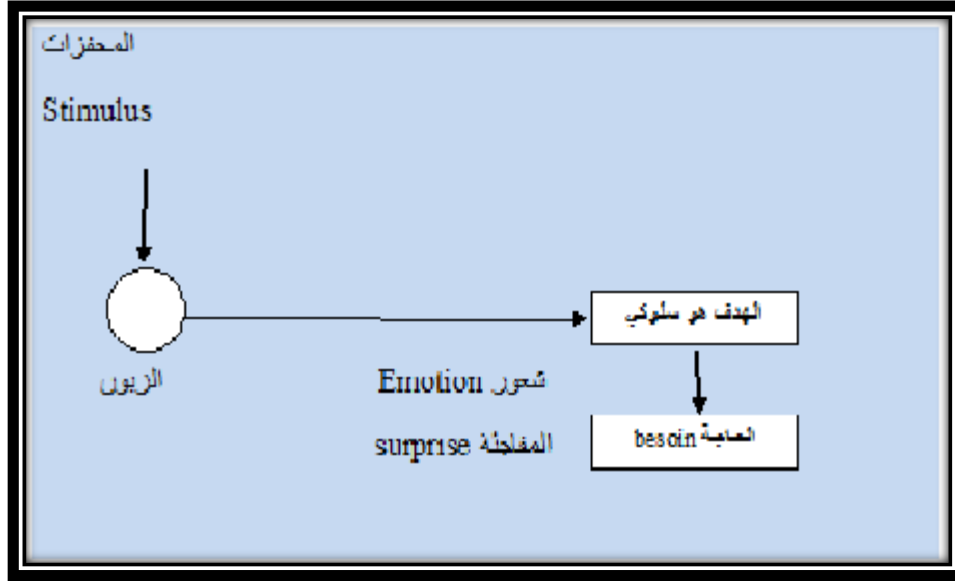 المحفزات
Stimulus
الهدف هو سلوكي
الزبون
شعور Emotion
المفاجئة surprise
الحاجة besoin